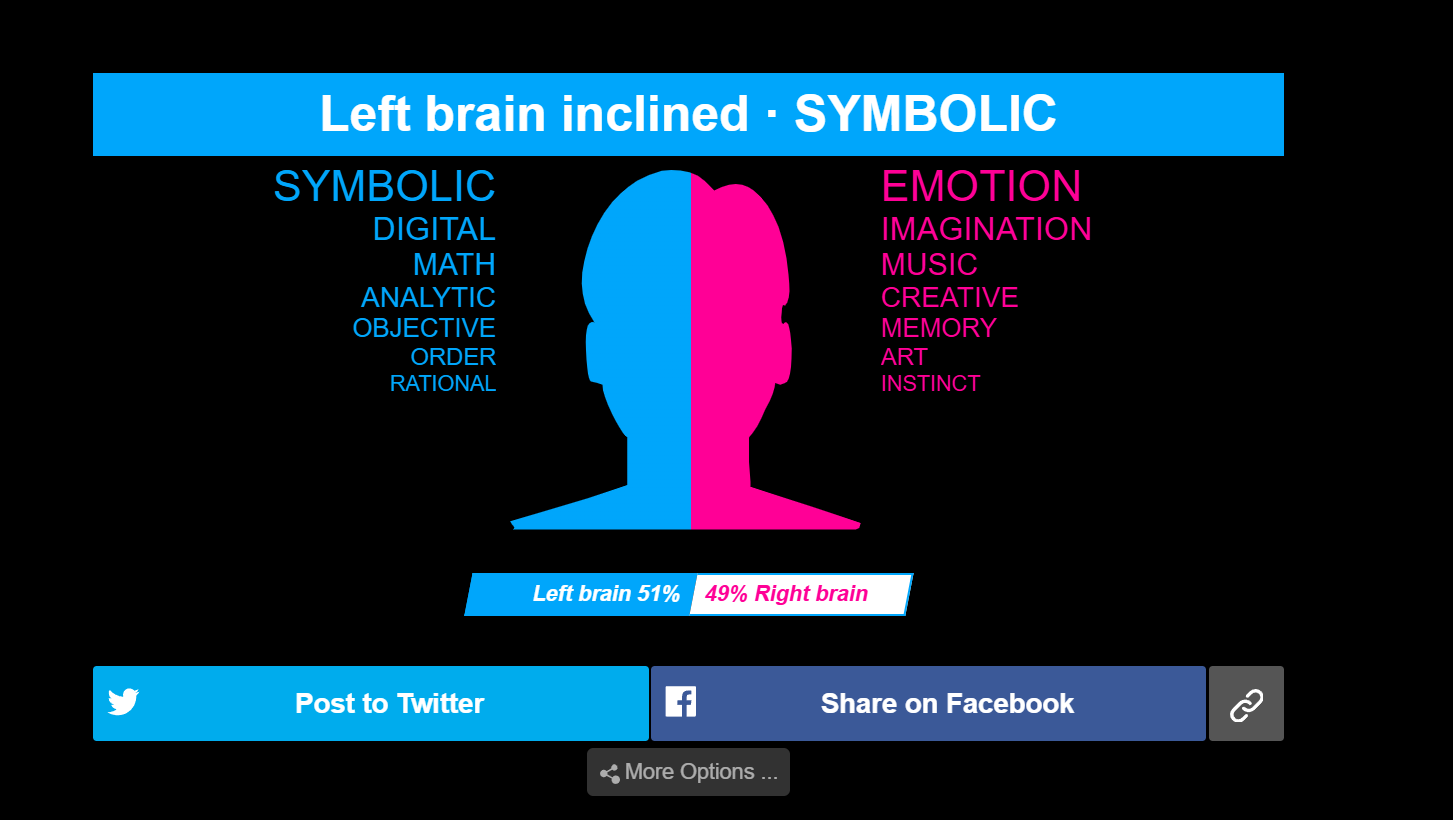 Left brain inclined · SYMBOLIC
SYMBOLIC
DIGITAL
MATH
ANALYTIC
OBJECTIVE
ORDER
RATIONAL
EMOTION
IMAGINATION
MUSIC
CREATIVE
MEMORY
ART
INSTINCT
Left brain 51% 49% Right brain
Post to Twitter
Share on Facebook
More Options ...